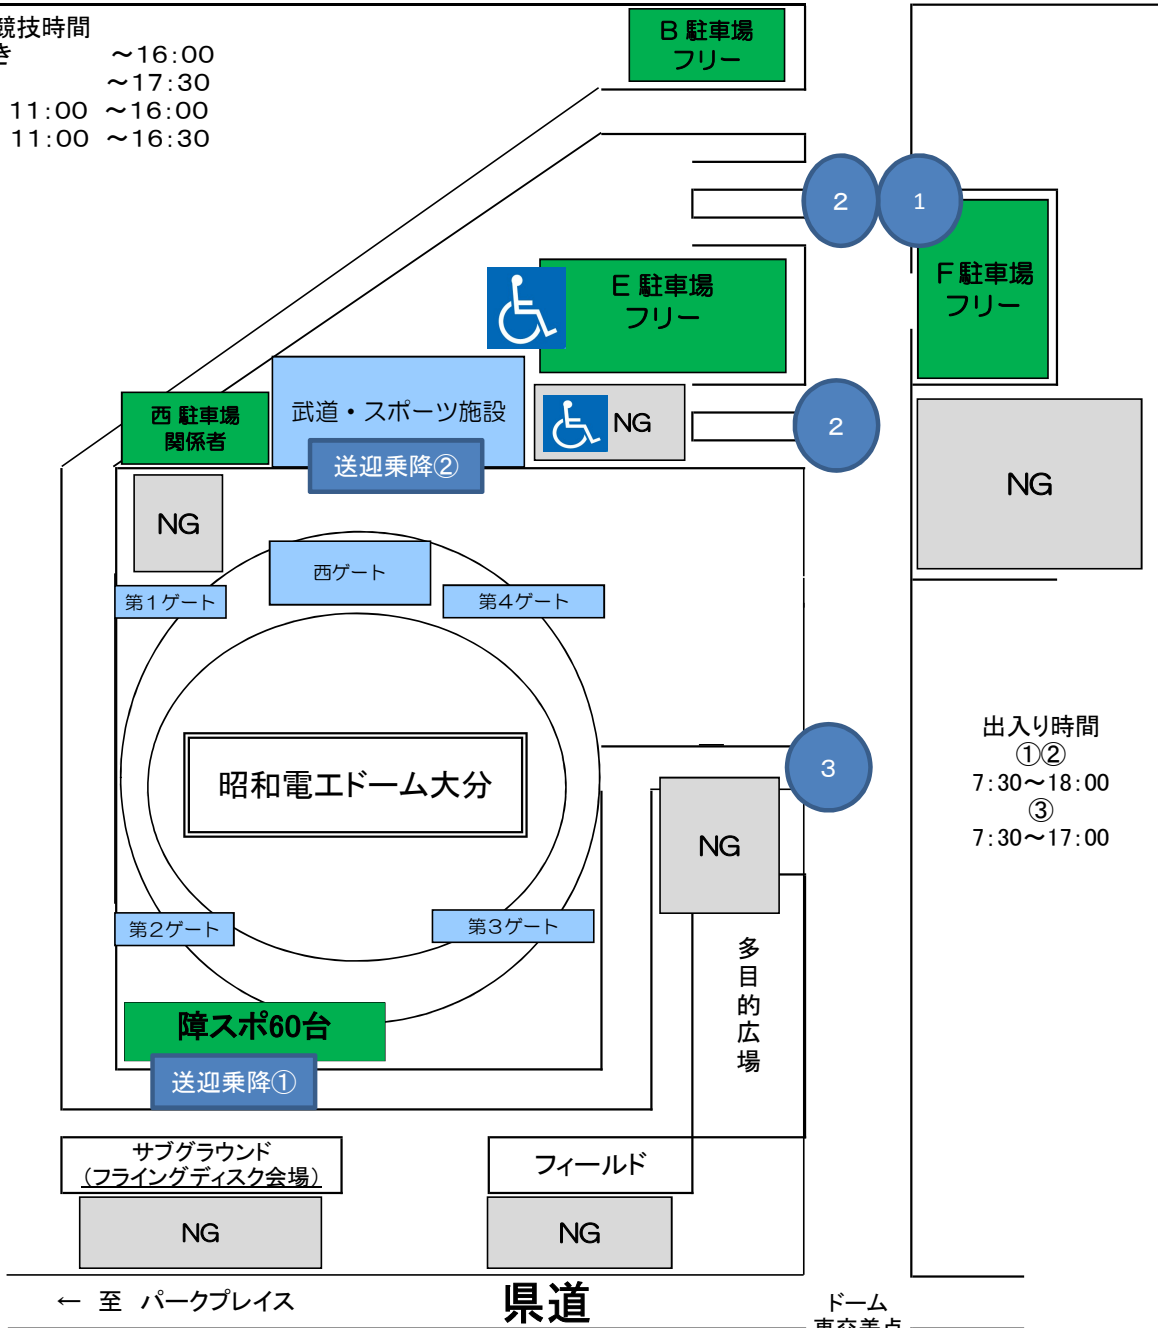 競技時間
き ～16:00
～17:30
11:00 ～16:00
11:00 ～16:30
B 駐車場
フリー
2
1
E 駐車場
フリー
F 駐車場
フリー
西 駐車場
関係者
武道・スポーツ施設
NG
2
送迎乗降②
NG
NG
西ゲート
第1ゲート
第4ゲート
昭和電工ドーム大分
3
NG
出入り時間
①②
7:30～18:00
③
7:30～17:00
第2ゲート
第3ゲート
多目的広場
障スポ60台
送迎乗降①
サブグラウンド
(フライングディスク会場)
フィールド
NG
NG
← 至 パークプレイス
県道
ドーム
東交差点